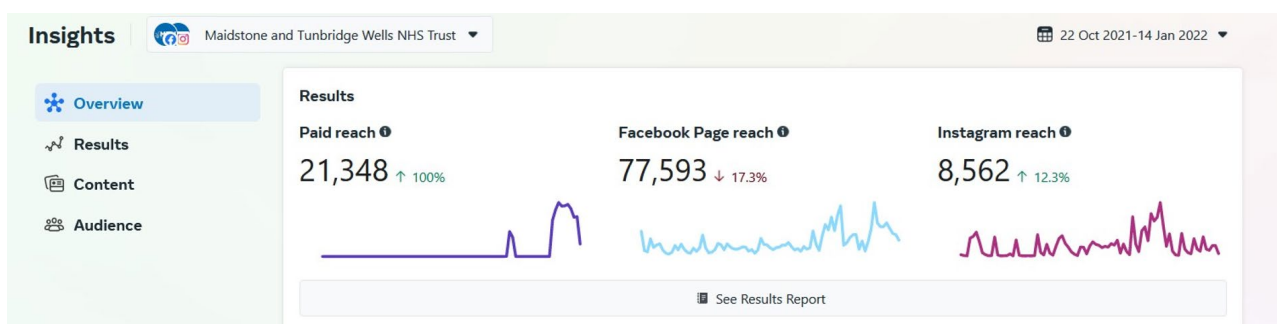 Insights
Maidstone and Tunbridge Wells NHS Trust
22 Oct 2021-14 Jan 2022
Overview
Results
Content
Audience
Results
Paid reach
21,348 ↑ 100%
Facebook Page reach
77,593 ↓ 17.3%
Instagram reach
8,562 ↑ 12.3%
See Results Report